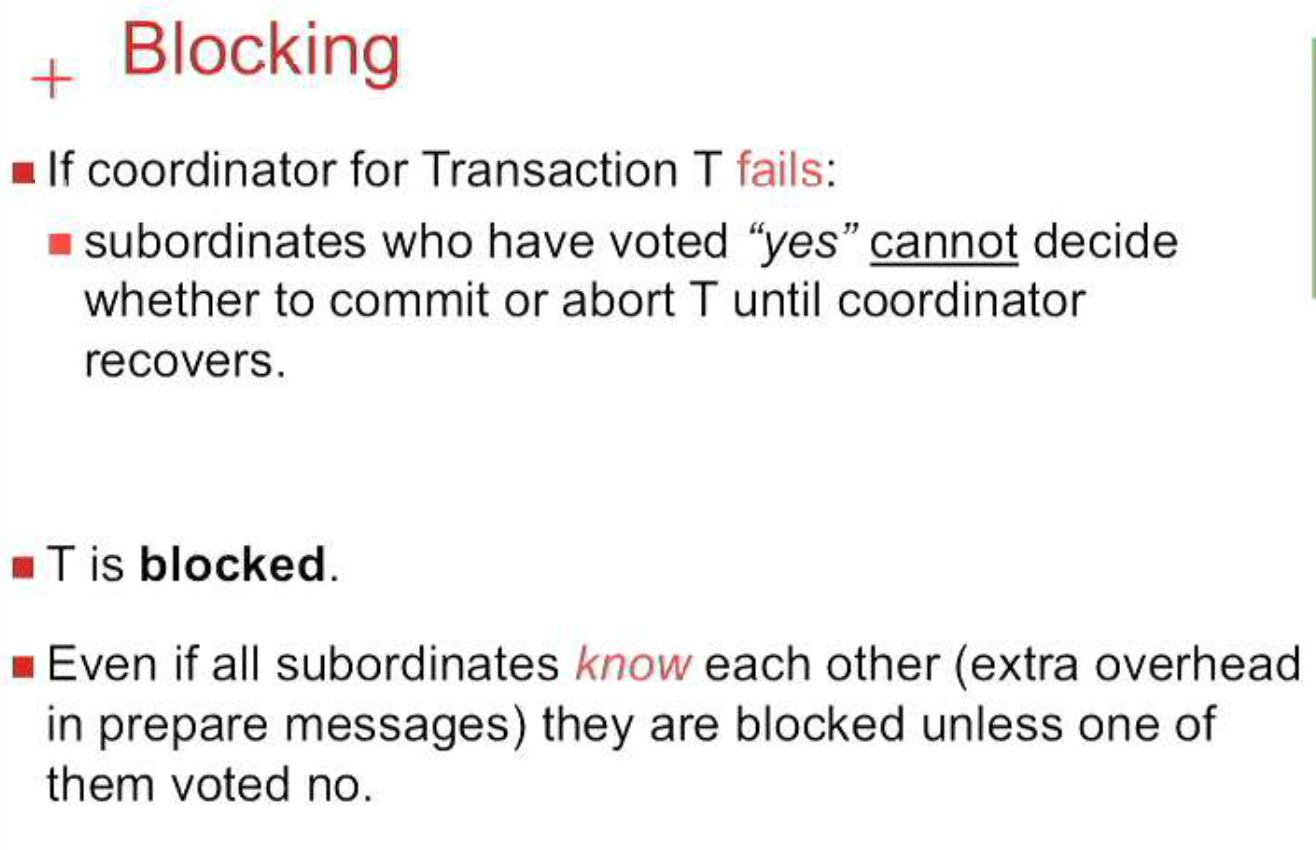 + Blocking
■ If coordinator for Transaction T fails:
■ subordinates who have voted “yes” cannot decide
whether to commit or abort T until coordinator
recovers.
■ T is blocked.
■ Even if all subordinates know each other (extra overhead
in prepare messages) they are blocked unless one of
them voted no.